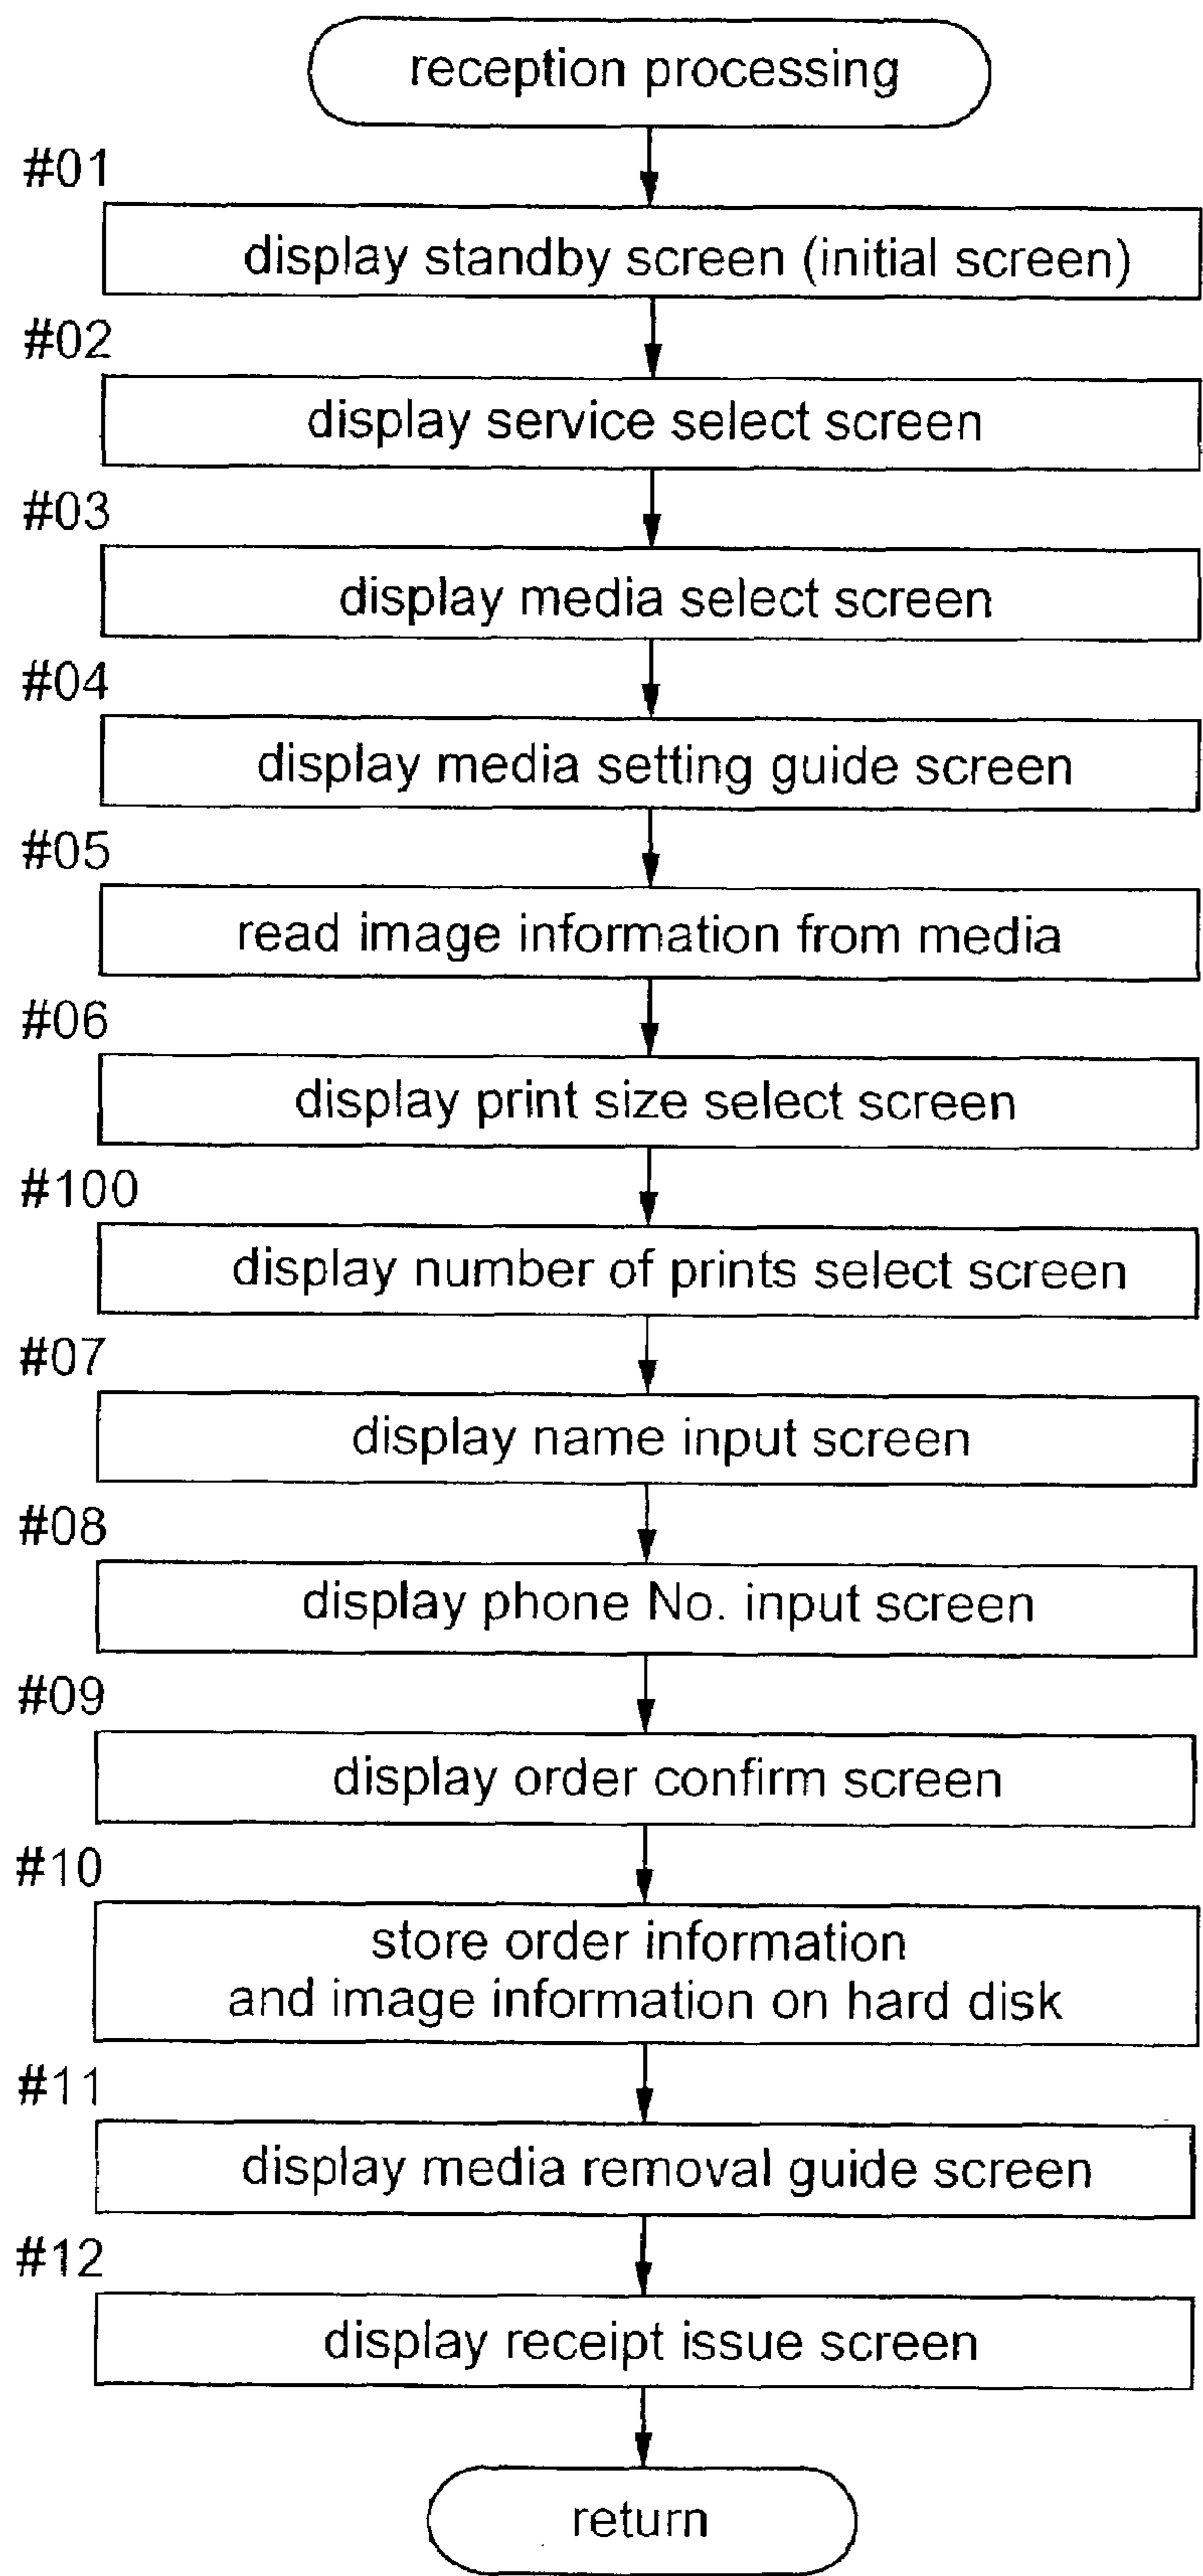 reception processing
#01
display standby screen (initial screen)
#02
display service select screen
#03
display media select screen
#04
display media setting guide screen
#05
read image information from media
#06
display print size select screen
#100
display number of prints select screen
#07
display name input screen
#08
display phone No. input screen
#09
display order confirm screen
#10
store order information
and image information on hard disk
#11
display media removal guide screen
#12
display receipt issue screen
return